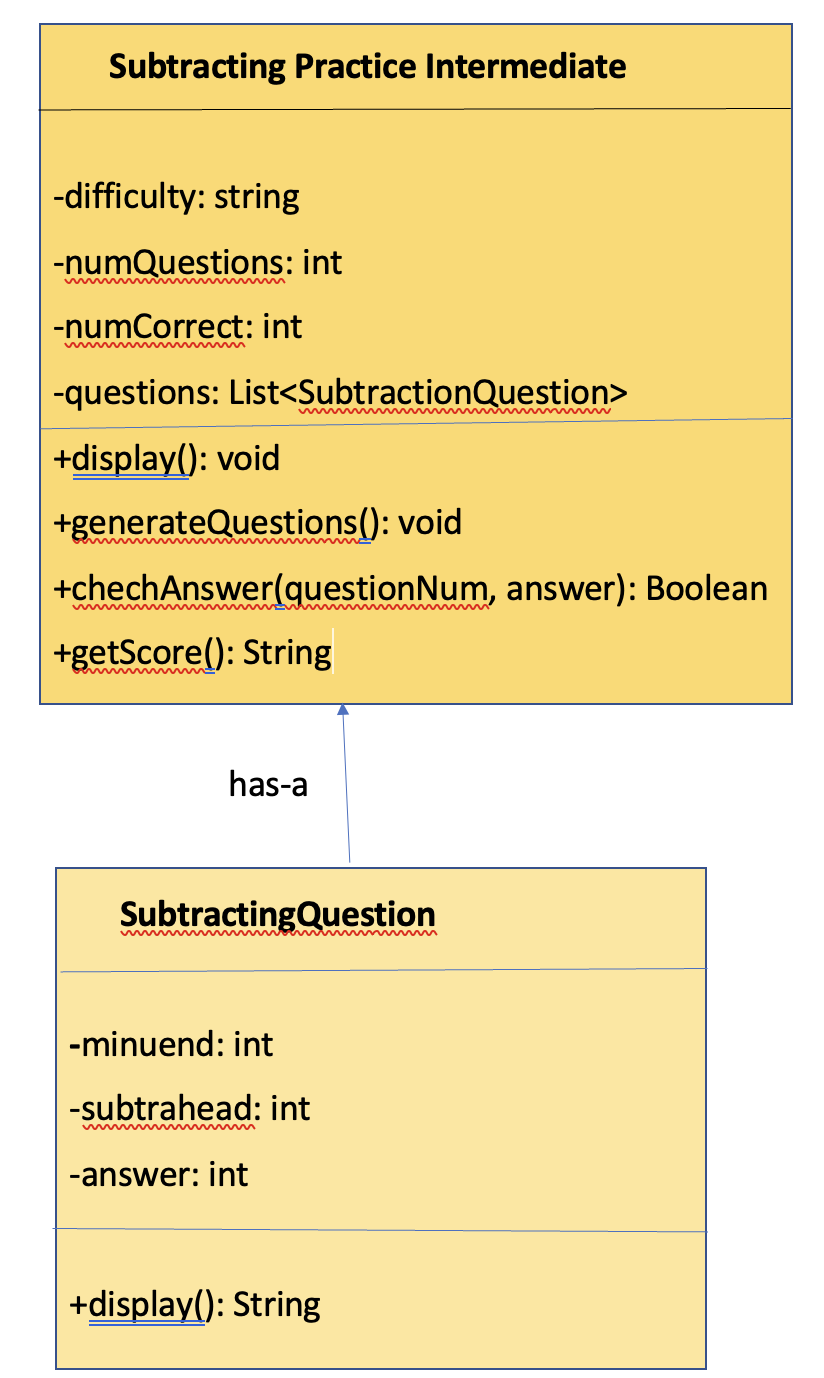 Subtracting Practice Intermediate
-difficulty: string
-numQuestions: int
-numCorrect: int
-questions: List<SubtractionQuestion>
+display(): void
+generateQuestions(): void
+chechAnswer(questionNum, answer): Boolean
+getScore(): String
has-a
SubtractingQuestion
-minuend: int
-subtrahead: int
-answer: int
+display(): String